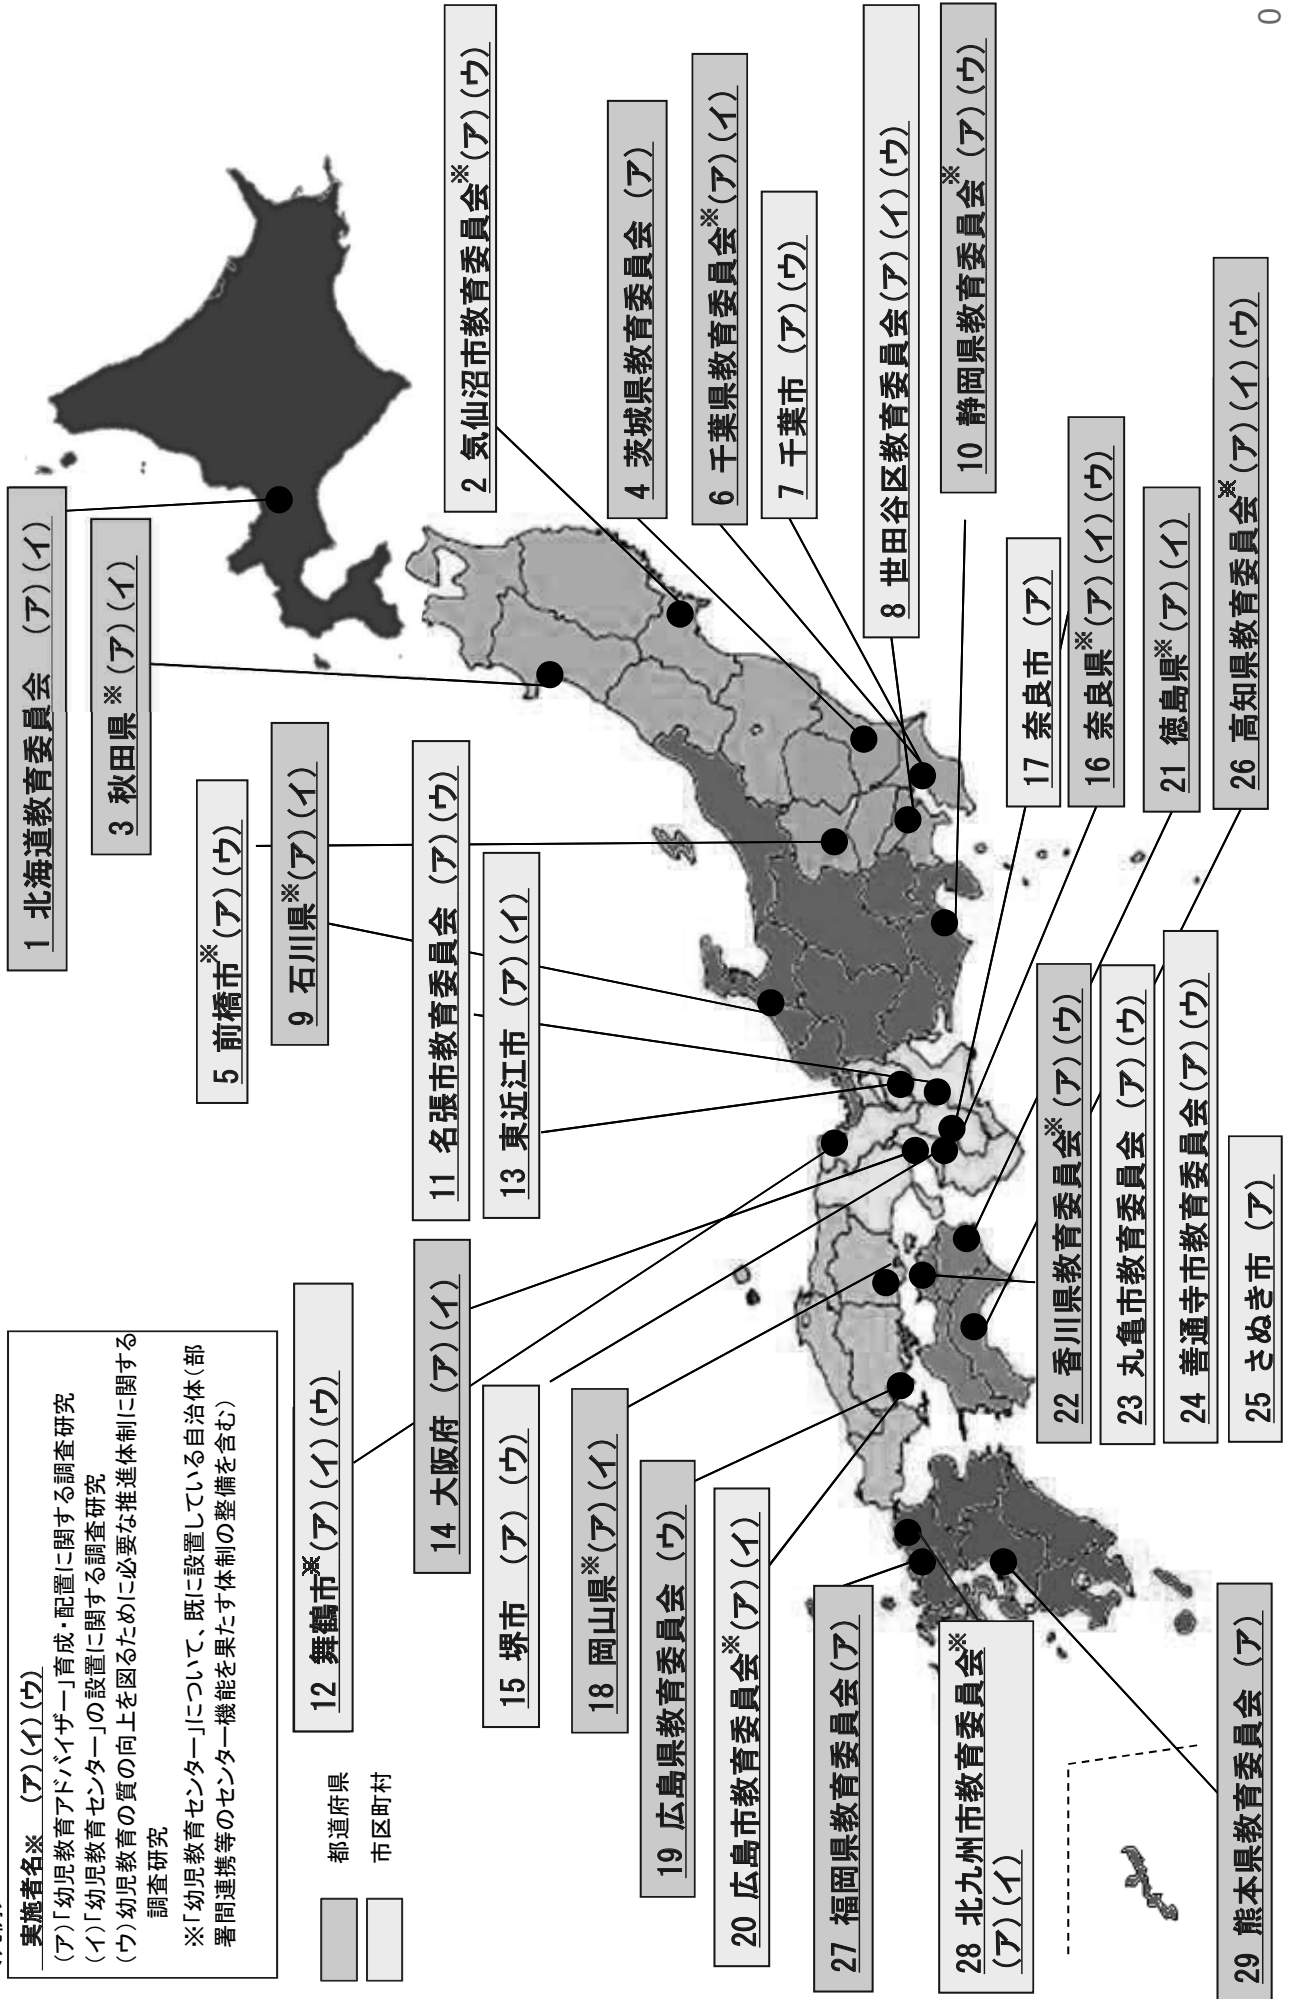 実施者名※　(ア)(イ)(ウ)
(ア)「幼児教育アドバイザー」育成・配置に関する調査研究
(イ)「幼児教育センター」の設置に関する調査研究
(ウ)幼児教育の質の向上を図るために必要な推進体制に関する
調査研究
※「幼児教育センター」について、既に設置している自治体(部
署間連携等のセンター機能を果たす体制の整備を含む)
都道府県
市区町村
1 北海道教育委員会 (ア)(イ)
2 気仙沼市教育委員会※(ア)(ウ)
3 秋田県※(ア)(イ)
4 茨城県教育委員会 (ア)
5 前橋市※(ア)(ウ)
6 千葉県教育委員会※(ア)(イ)
7 千葉市 (ア)(ウ)
8 世田谷区教育委員会(ア)(イ)(ウ)
9 石川県※(ア)(イ)
10 静岡県教育委員会※(ア)(ウ)
11 名張市教育委員会 (ア)(ウ)
12 舞鶴市※(ア)(イ)(ウ)
13 東近江市 (ア)(イ)
14 大阪府 (ア)(イ)
15 堺市 (ア) (ウ)
16 奈良県※(ア)(イ)(ウ)
17 奈良市 (ア)
18 岡山県※(ア)(イ)
19 広島県教育委員会 (ウ)
20 広島市教育委員会※(ア)(イ)
21 徳島県※(ア)(イ)
22 香川県教育委員会※(ア)(ウ)
23 丸亀市教育委員会 (ア)(ウ)
24 善通寺市教育委員会(ア)(ウ)
25 さぬき市 (ア)
26 高知県教育委員会※(ア)(イ)(ウ)
27 福岡県教育委員会(ア)
28 北九州市教育委員会※
(ア)(イ)
29 熊本県教育委員会 (ア)
0